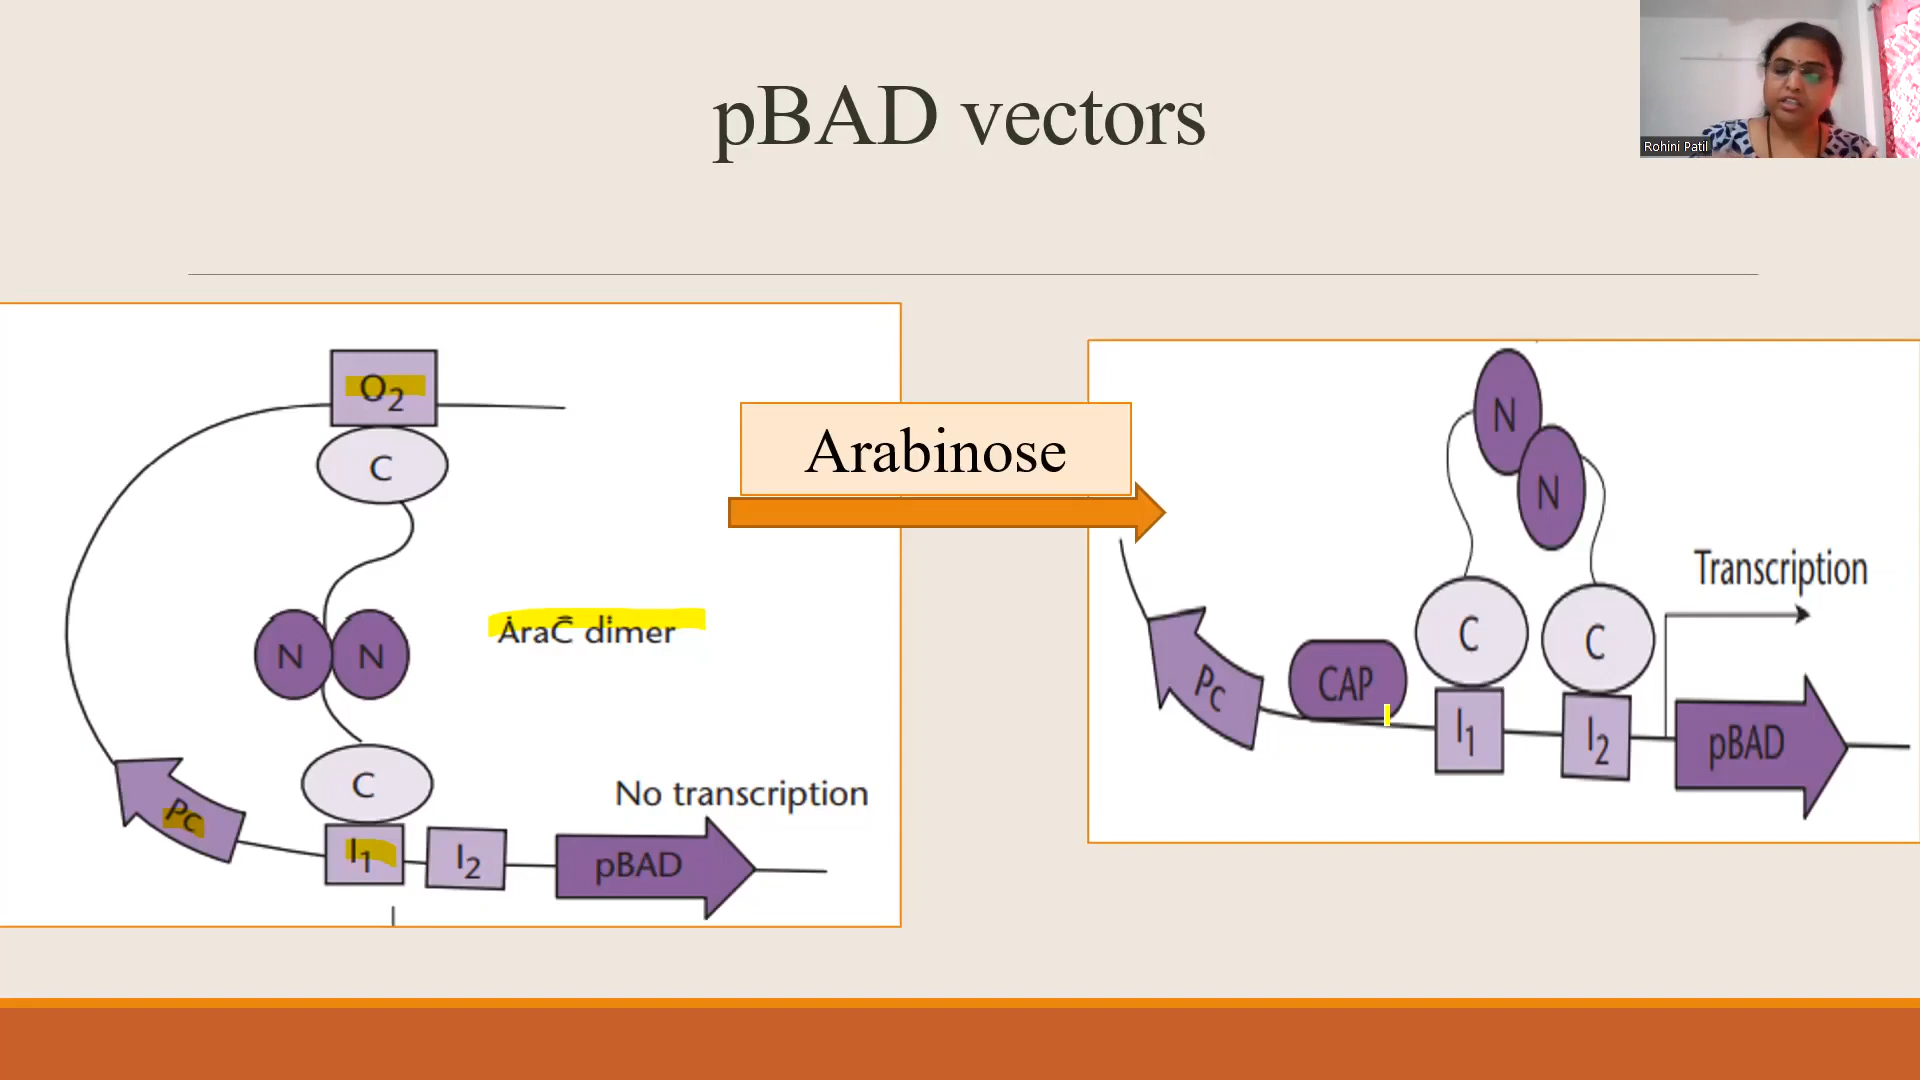 pBAD vectors
Rohini Patil
O2
C
N N
AraC dimer
C
Pc
I1 I2
pBAD
No transcription
Arabinose
N
N
Transcription
C C
CAP
Pc
I1 I2
pBAD